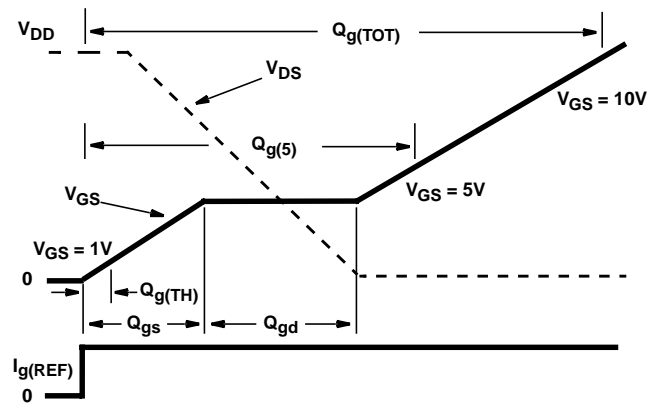 V_DD
Q_g(TOT)
V_DS
V_GS = 10V
Q_g(5)
V_GS
V_GS = 5V
V_GS = 1V
0
Q_g(TH)
Q_gs
Q_gd
I_g(REF)
0